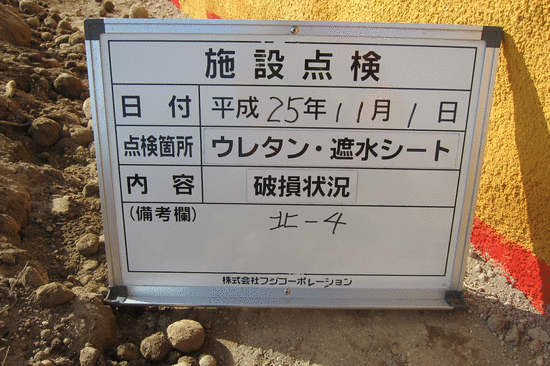 施設点検
日付 平成25年11月1日
点検箇所 ウレタン・遮水シート
内容 破損状況
(備考欄) 北-4
株式会社フジコーポレーション